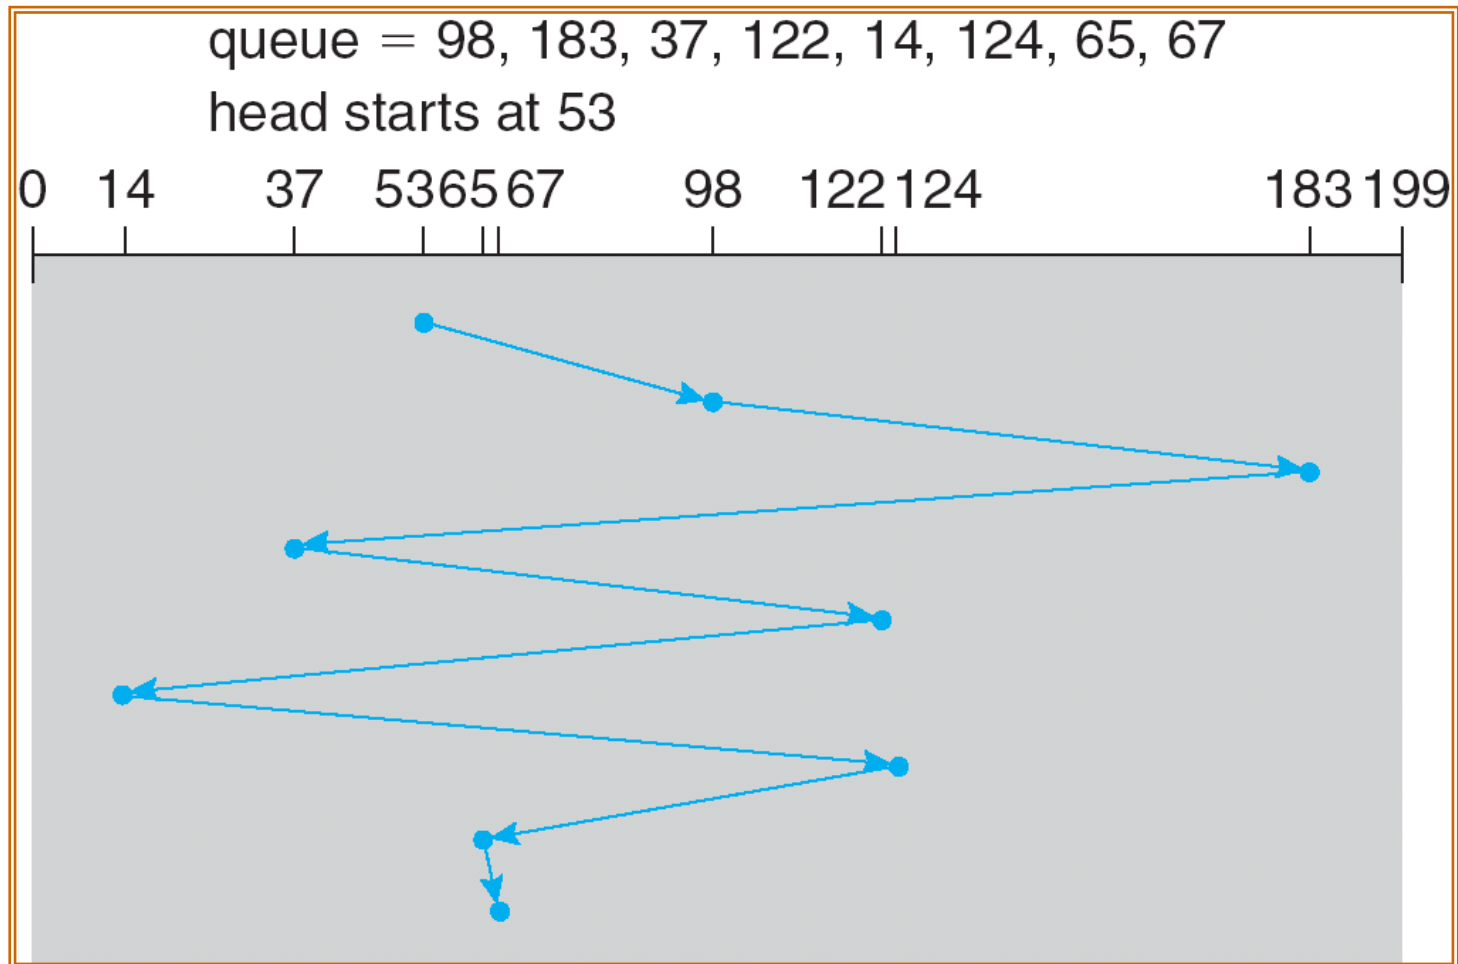 queue = 98, 183, 37, 122, 14, 124, 65, 67
head starts at 53
0 14 37 53 65 67 98 122 124 183 199